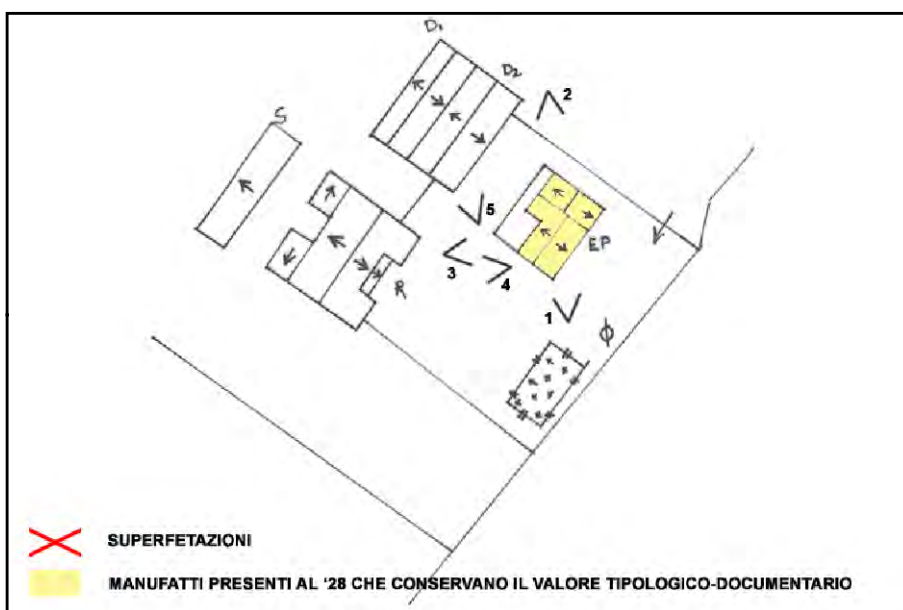 D1
D2
2
S
5
EP
3
4
R
1
φ
SUPERFETAZIONI
MANUFATTI PRESENTI AL '28 CHE CONSERVANO IL VALORE TIPOLOGICO-DOCUMENTARIO